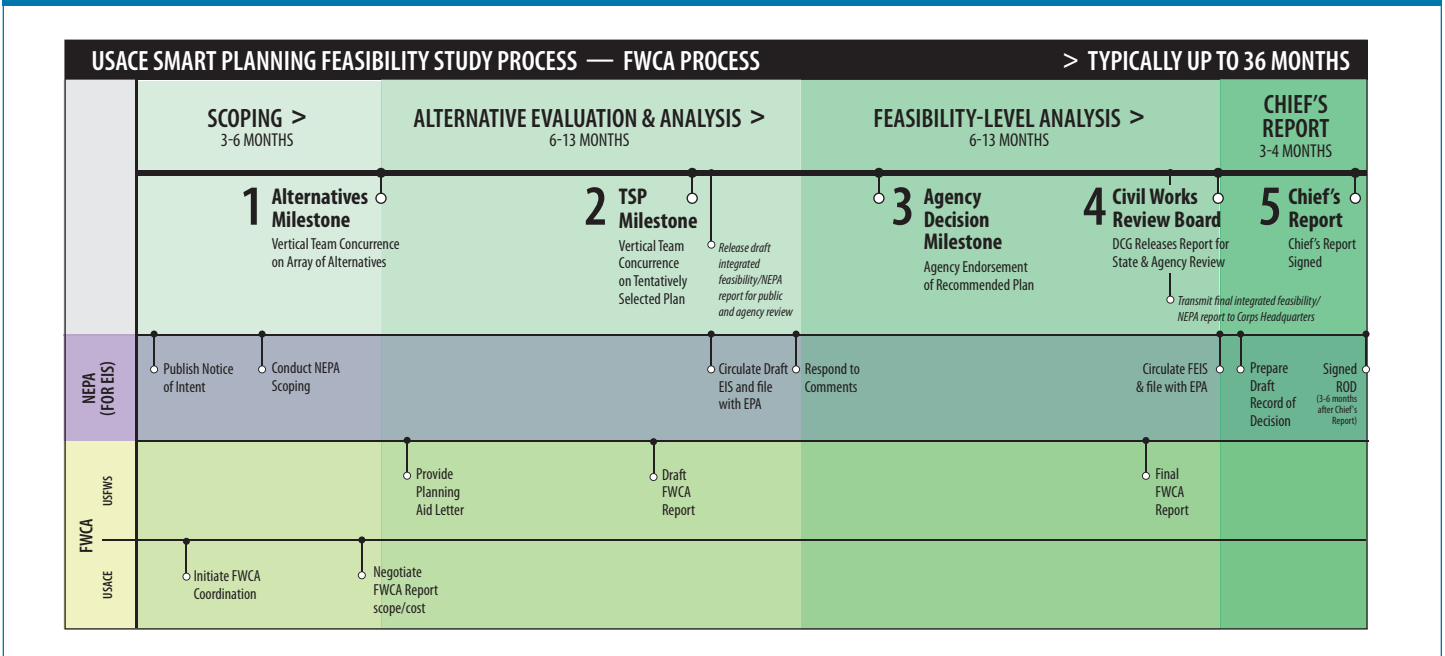 USACE SMART PLANNING FEASIBILITY STUDY PROCESS — FWCA PROCESS > TYPICALLY UP TO 36 MONTHS
SCOPING >
3-6 MONTHS
ALTERNATIVE EVALUATION & ANALYSIS >
6-13 MONTHS
FEASIBILITY-LEVEL ANALYSIS >
6-13 MONTHS
CHIEF'S
REPORT
3-4 MONTHS
1 Alternatives
Milestone
Vertical Team Concurrence
on Array of Alternatives
2 TSP
Milestone
Vertical Team
Concurrence
on Tentatively
Selected Plan
Release draft
integrated
feasibility/NEPA
report for public
and agency review
3 Agency
Decision
Milestone
Agency Endorsement
of Recommended Plan
4 Civil Works
Review Board
DCG Releases Report for
State & Agency Review
Transmit final integrated feasibility/
NEPA report to Corps Headquarters
5 Chief's
Report
Chief's Report
Signed
NEPA
(FOR EIS)
Publish Notice
of Intent
Conduct NEPA
Scoping
Circulate Draft
EIS and file
with EPA
Respond to
Comments
Circulate FEIS
& file with EPA
Prepare
Draft
Record of
Decision
Signed
ROD
(3-6 months
after Chief's
Report)
FWCA
USFWS
Provide
Planning
Aid Letter
Draft
FWCA
Report
Final
FWCA
Report
USACE
Initiate FWCA
Coordination
Negotiate
FWCA Report
scope/cost